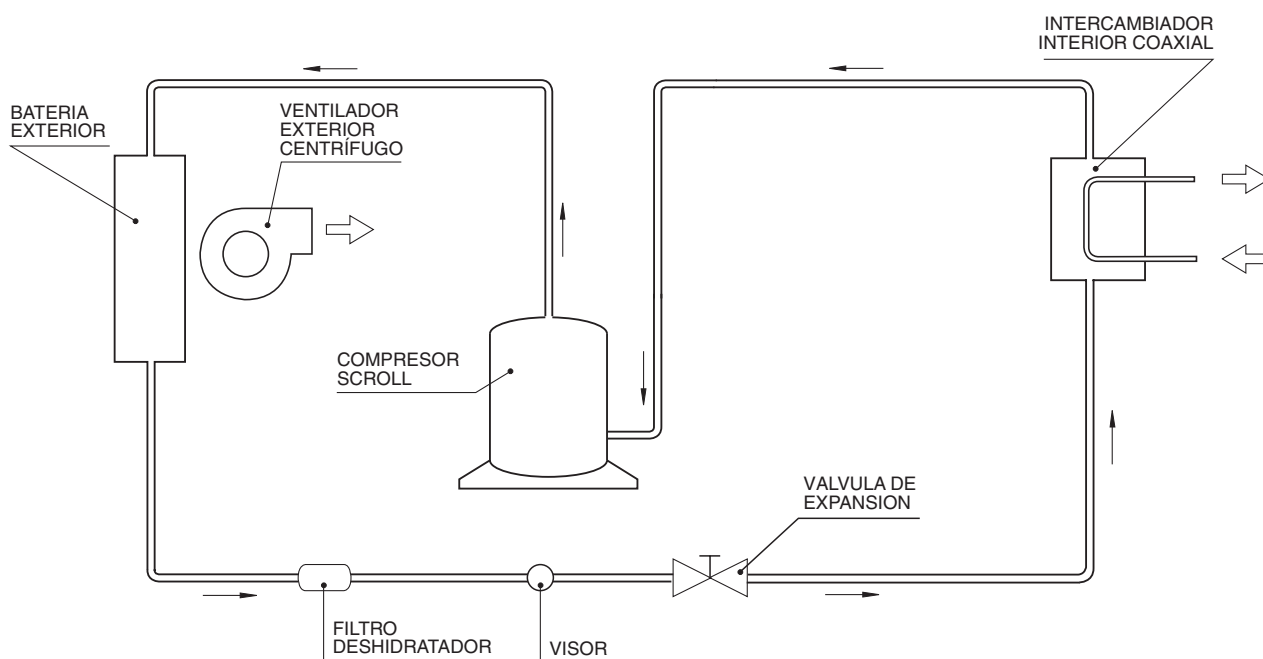 INTERCAMBIADOR
INTERIOR COAXIAL
BATERIA
EXTERIOR
VENTILADOR
EXTERIOR
CENTRÍFUGO
COMPRESOR
SCROLL
VALVULA DE
EXPANSION
FILTRO
DESHIDRATADOR
VISOR